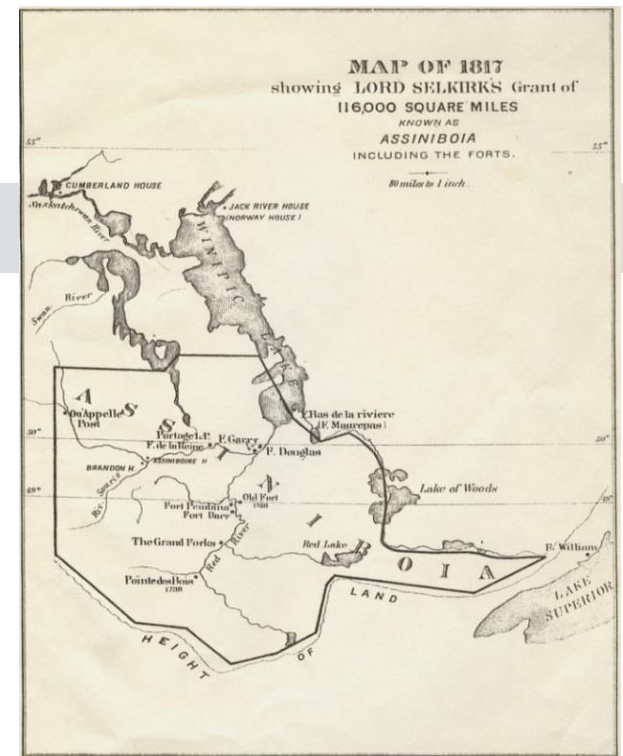 MAP OF 1817
showing LORD SELKIRK'S Grant of
116,000 SQUARE MILES
KNOWN AS
ASSINIBOIA
INCLUDING THE FORTS.
80 miles to 1 inch.
55°
55°
CUMBERLAND HOUSE
Saskatchewan River
JACK RIVER HOUSE
(NORWAY HOUSE)
WINIPIC
LAKE
Swan River
ASSINIBOIA
Qu'Appelle
Post
Bas de la riviere
(F. Maurepas)
Portage L.P.
F. de la Reine
F. Garry
F. Douglas
50°
50°
BRANDON H.
ASSINIBOINE H
Riv. Souris
49°
49°
Lake of Woods
Old Fort
Fort Pembina
Fort Daer
The Grand Forks
Red River
Red Lake
F. William
Pointe des Bois
LAKE
SUPERIOR
HEIGHT OF LAND